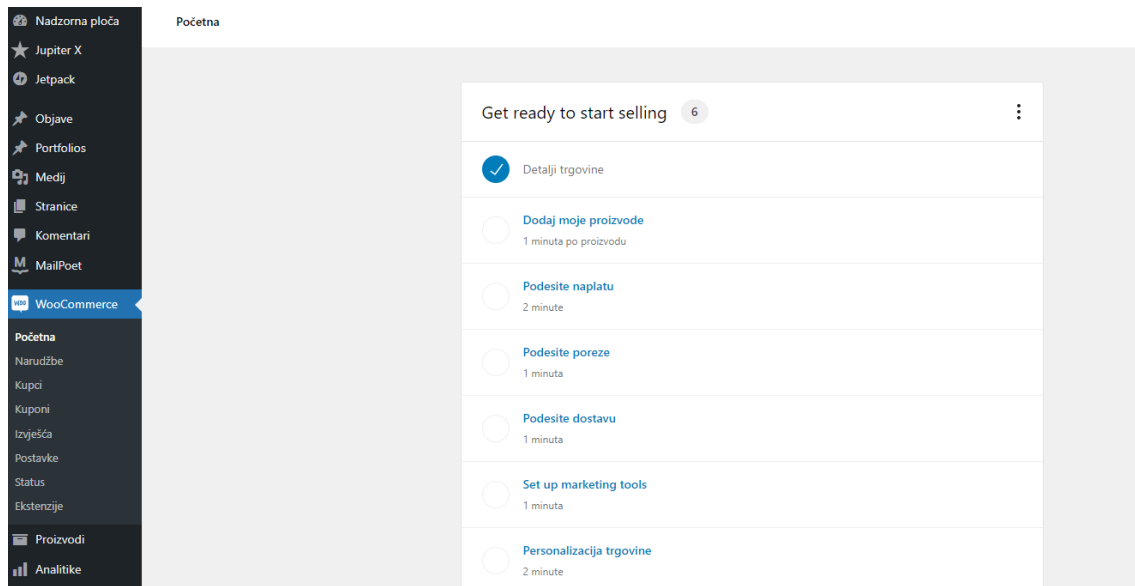 Nadzorna ploča
Jupiter X
Jetpack
Objave
Portfolios
Medij
Stranice
Komentari
MailPoet
WooCommerce
Početna
Narudžbe
Kupci
Kuponi
Izvješća
Postavke
Status
Ekstenzije
Proizvodi
Analitike
Početna
Get ready to start selling 6
Detalji trgovine
Dodaj moje proizvode
1 minuta po proizvodu
Podesite naplatu
2 minute
Podesite poreze
1 minuta
Podesite dostavu
1 minuta
Set up marketing tools
1 minuta
Personalizacija trgovine
2 minute